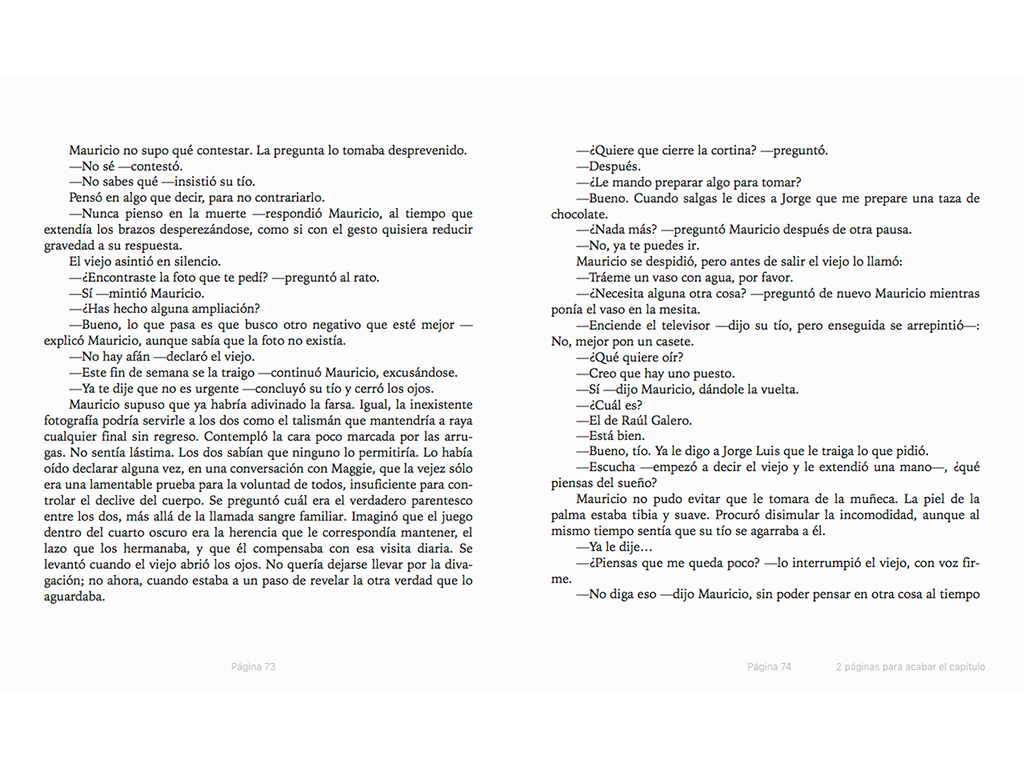 Mauricio no supo qué contestar. La pregunta lo tomaba desprevenido.
—No sé —contestó.
—No sabes qué —insistió su tío.
Pensó en algo que decir, para no contrariarlo.
—Nunca pienso en la muerte —respondió Mauricio, al tiempo que
extendía los brazos desperezándose, como si con el gesto quisiera reducir
gravedad a su respuesta.
El viejo asintió en silencio.
—¿Encontraste la foto que te pedí? —preguntó al rato.
—Sí —mintió Mauricio.
—¿Has hecho alguna ampliación?
—Bueno, lo que pasa es que busco otro negativo que esté mejor —
explicó Mauricio, aunque sabía que la foto no existía.
—No hay afán —declaró el viejo.
—Este fin de semana se la traigo —continuó Mauricio, excusándose.
—Ya te dije que no es urgente —concluyó su tío y cerró los ojos.
Mauricio supuso que ya habría adivinado la farsa. Igual, la inexistente
fotografía podría servirle a los dos como el talismán que mantendría a raya
cualquier final sin regreso. Contempló la cara poco marcada por las arru-
gas. No sentía lástima. Los dos sabían que ninguno lo permitiría. Lo había
oído declarar alguna vez, en una conversación con Maggie, que la vejez sólo
era una lamentable prueba para la voluntad de todos, insuficiente para con-
trolar el declive del cuerpo. Se preguntó cuál era el verdadero parentesco
entre los dos, más allá de la llamada sangre familiar. Imaginó que el juego
dentro del cuarto oscuro era la herencia que le correspondía mantener, el
lazo que los hermanaba, y que él compensaba con esa visita diaria. Se
levantó cuando el viejo abrió los ojos. No quería dejarse llevar por la diva-
gación; no ahora, cuando estaba a un paso de revelar la otra verdad que lo
aguardaba.
Página 73
—¿Quiere que cierre la cortina? —preguntó.
—Después.
—¿Le mando preparar algo para tomar?
—Bueno. Cuando salgas le dices a Jorge que me prepare una taza de
chocolate.
—¿Nada más? —preguntó Mauricio después de otra pausa.
—No, ya te puedes ir.
Mauricio se despidió, pero antes de salir el viejo lo llamó:
—Tráeme un vaso con agua, por favor.
—¿Necesita alguna otra cosa? —preguntó de nuevo Mauricio mientras
ponía el vaso en la mesita.
—Enciende el televisor —dijo su tío, pero enseguida se arrepintió—:
No, mejor pon un casete.
—¿Qué quiere oír?
—Creo que hay uno puesto.
—Sí —dijo Mauricio, dándole la vuelta.
—¿Cuál es?
—El de Raúl Galero.
—Está bien.
—Bueno, tío. Ya le digo a Jorge Luis que le traiga lo que pidió.
—Escucha —empezó a decir el viejo y le extendió una mano—, ¿qué
piensas del sueño?
Mauricio no pudo evitar que le tomara de la muñeca. La piel de la
palma estaba tibia y suave. Procuró disimular la incomodidad, aunque al
mismo tiempo sentía que su tío se agarraba a él.
—Ya le dije…
—¿Piensas que me queda poco? —lo interrumpió el viejo, con voz fir-
me.
—No diga eso —dijo Mauricio, sin poder pensar en otra cosa al tiempo
Página 74
2 páginas para acabar el capítulo